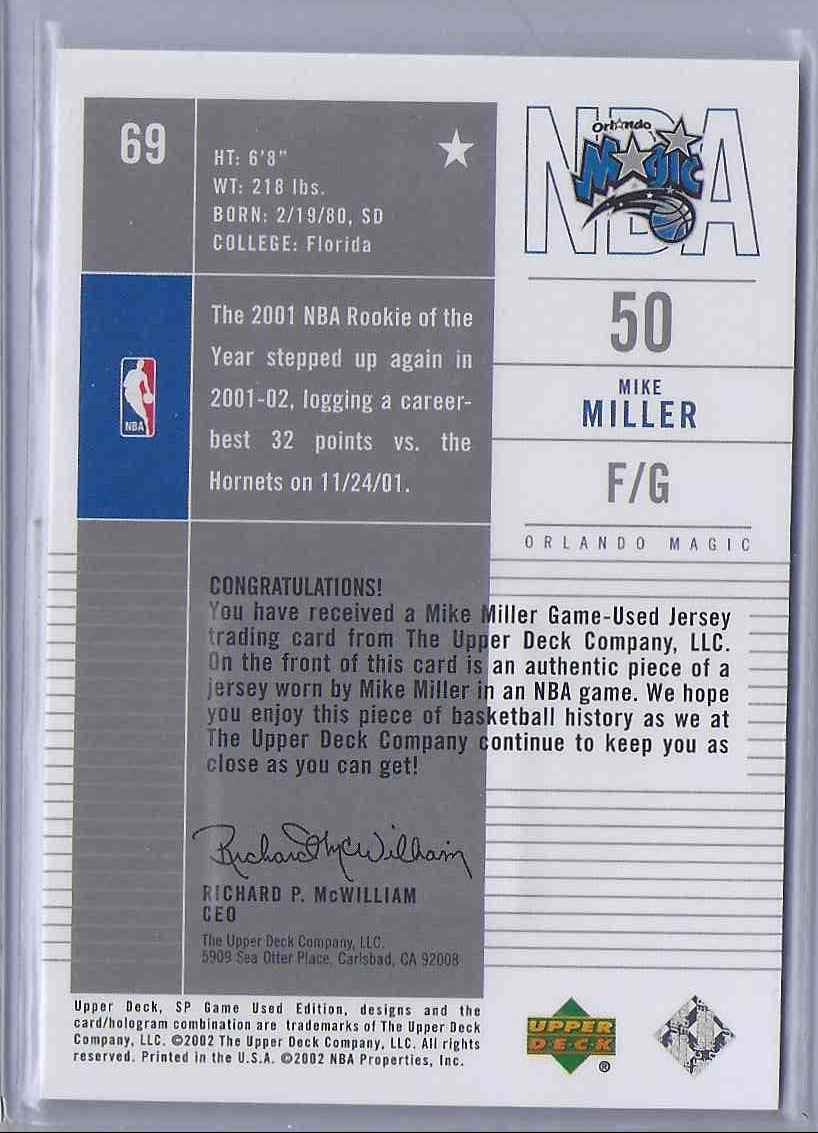 69
HT: 6'8"
WT: 218 lbs.
BORN: 2/19/80, SD
COLLEGE: Florida
NBA
Orlando
Magic
The 2001 NBA Rookie of the
Year stepped up again in
2001-02, logging a career-
best 32 points vs. the
Hornets on 11/24/01.
NBA
50
MIKE
MILLER
F/G
ORLANDO MAGIC
CONGRATULATIONS!
You have received a Mike Miller Game-Used Jersey
trading card from The Upper Deck Company, LLC.
On the front of this card is an authentic piece of a
jersey worn by Mike Miller in an NBA game. We hope
you enjoy this piece of basketball history as we at
The Upper Deck Company continue to keep you as
close as you can get!
Richard McWilliam
RICHARD P. McWILLIAM
CEO
The Upper Deck Company, LLC.
5909 Sea Otter Place, Carlsbad, CA 92008
Upper Deck, SP Game Used Edition, designs and the
card/hologram combination are trademarks of The Upper Deck
Company, LLC. ©2002 The Upper Deck Company, LLC. All rights
reserved. Printed in the U.S.A. ©2002 NBA Properties, Inc.
UPPER
DECK
®